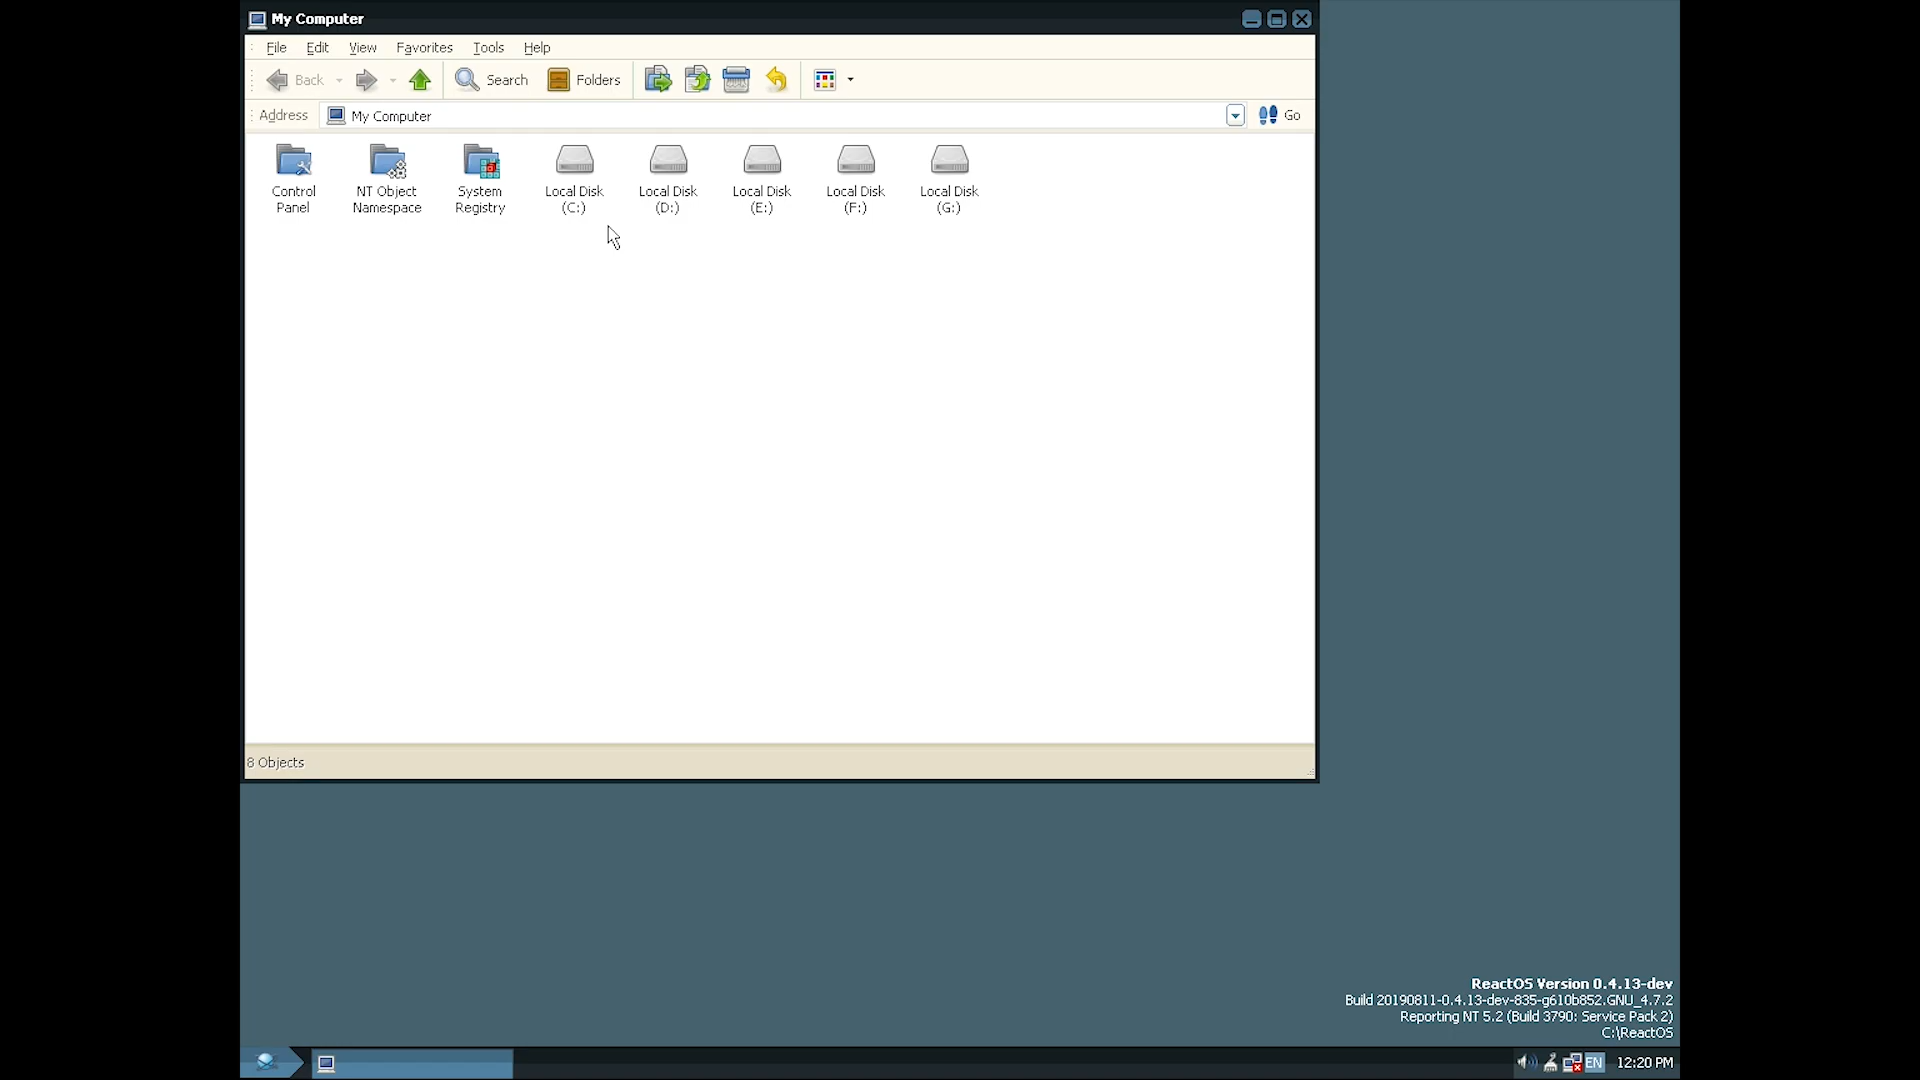 My Computer
File Edit View Favorites Tools Help
Back Search Folders
Address My Computer Go
Control Panel
NT Object Namespace
System Registry
Local Disk (C:)
Local Disk (D:)
Local Disk (E:)
Local Disk (F:)
Local Disk (G:)
8 Objects
ReactOS Version 0.4.13-dev
Build 20190811-0.4.13-dev-835-g610b852.GNU_4.7.2
Reporting NT 5.2 (Build 3790: Service Pack 2)
C:\ReactOS
EN 12:20 PM